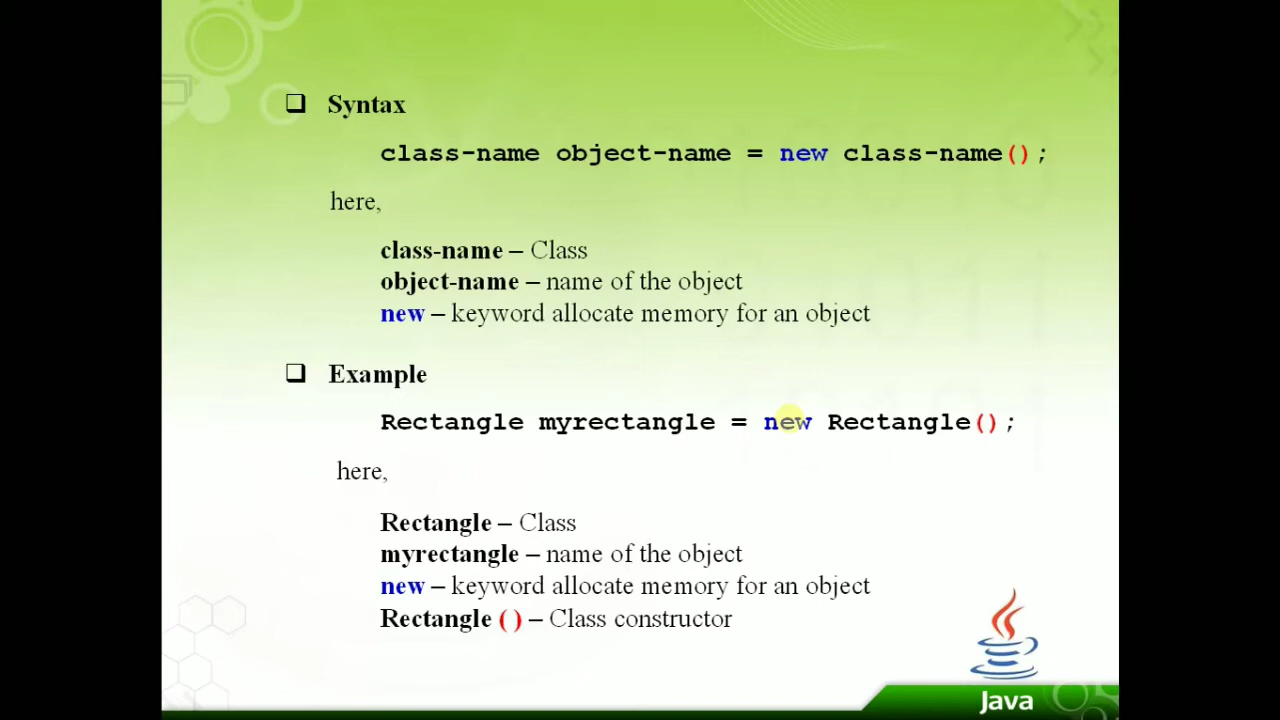 ❑ Syntax
class-name object-name = new class-name();
here,
class-name – Class
object-name – name of the object
new – keyword allocate memory for an object
❑ Example
Rectangle myrectangle = new Rectangle();
here,
Rectangle – Class
myrectangle – name of the object
new – keyword allocate memory for an object
Rectangle ( ) – Class constructor
Java